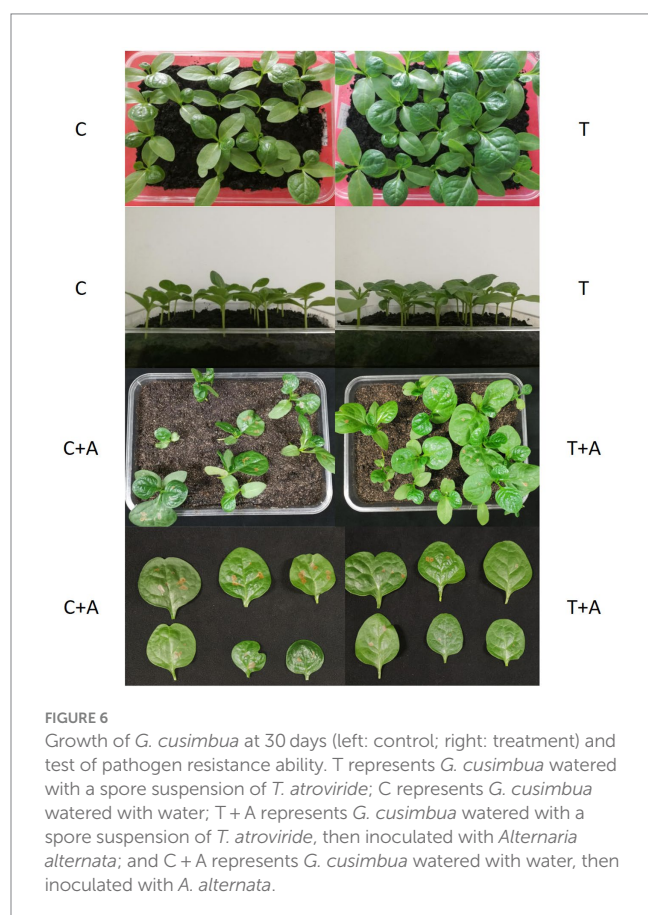 C T
C T
C+A T+A
C+A T+A
FIGURE 6
Growth of G. cusimbua at 30 days (left: control; right: treatment) and
test of pathogen resistance ability. T represents G. cusimbua watered
with a spore suspension of T. atroviride; C represents G. cusimbua
watered with water; T + A represents G. cusimbua watered with a
spore suspension of T. atroviride, then inoculated with Alternaria
alternata; and C + A represents G. cusimbua watered with water, then
inoculated with A. alternata.